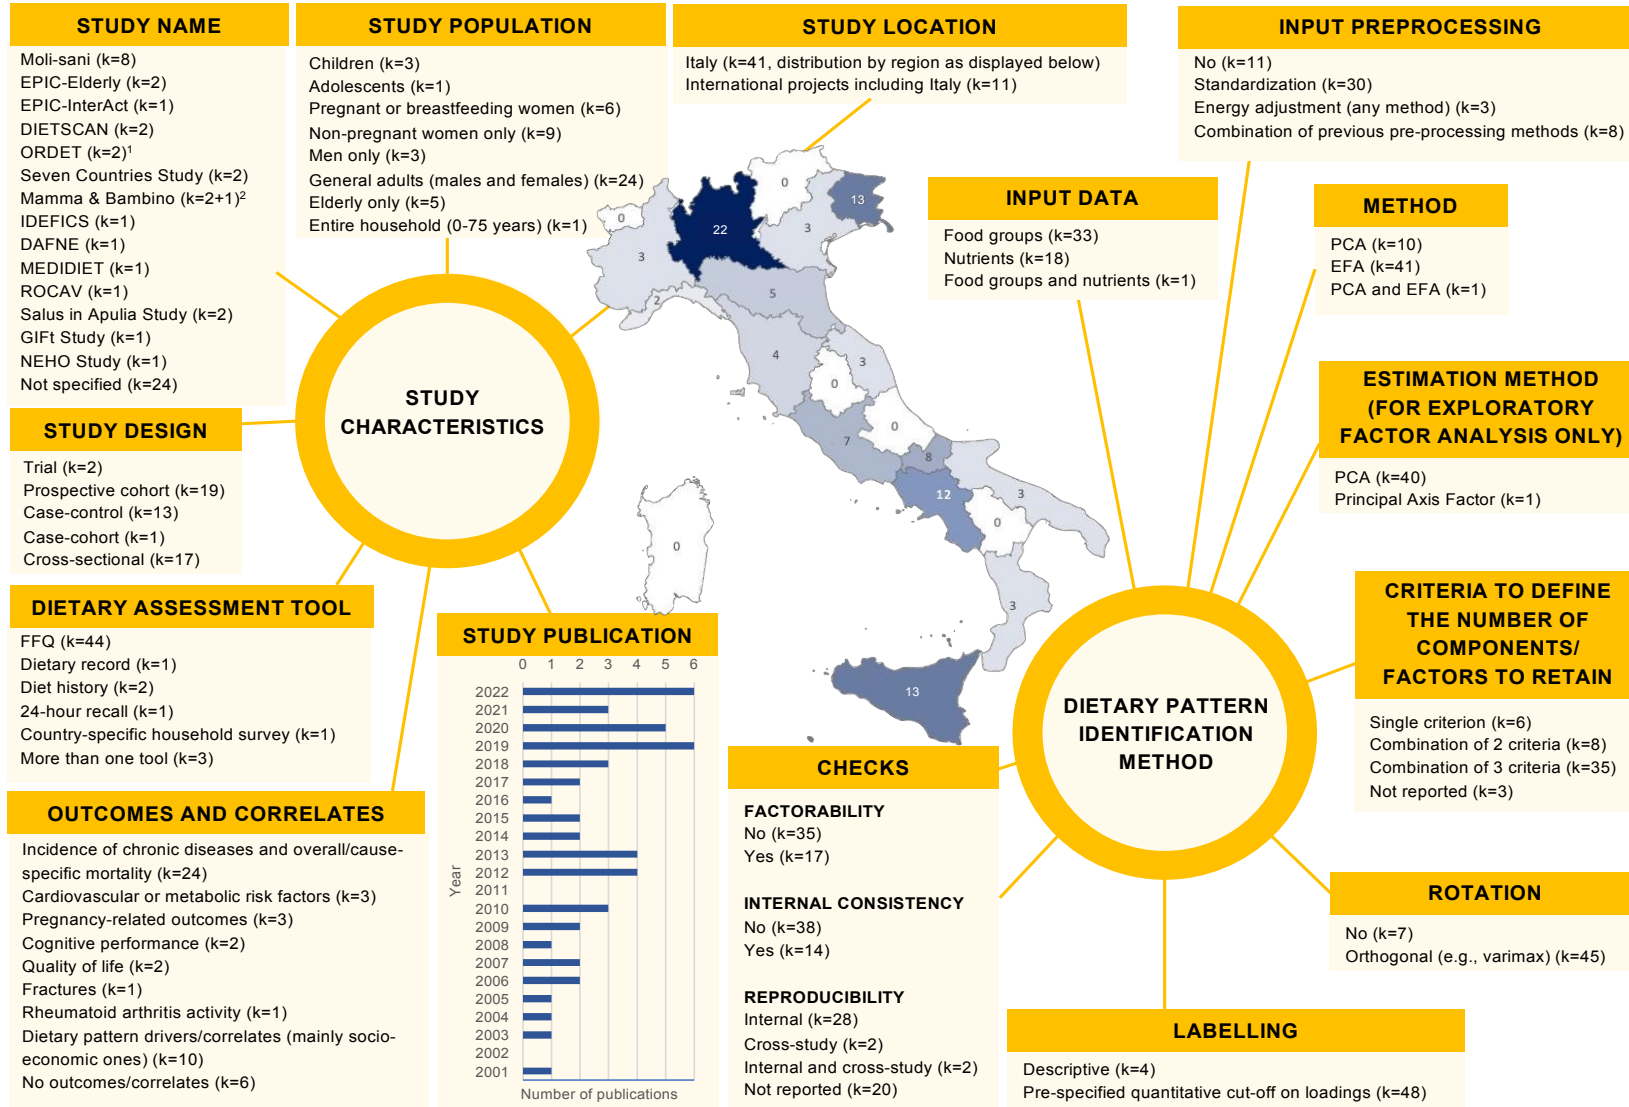 STUDY NAME
Moli-sani (k=8)
EPIC-Elderly (k=2)
EPIC-InterAct (k=1)
DIETSCAN (k=2)
ORDET (k=2)¹
Seven Countries Study (k=2)
Mamma & Bambino (k=2+1)²
IDEFICS (k=1)
DAFNE (k=1)
MEDIDIET (k=1)
ROCAV (k=1)
Salus in Apulia Study (k=2)
GIFt Study (k=1)
NEHO Study (k=1)
Not specified (k=24)
STUDY POPULATION
Children (k=3)
Adolescents (k=1)
Pregnant or breastfeeding women (k=6)
Non-pregnant women only (k=9)
Men only (k=3)
General adults (males and females) (k=24)
Elderly only (k=5)
Entire household (0-75 years) (k=1)
STUDY LOCATION
Italy (k=41, distribution by region as displayed below)
International projects including Italy (k=11)
0
0
13
22
3
3
5
2
4
3
0
0
7
8
12
3
0
0
3
13
STUDY CHARACTERISTICS
STUDY DESIGN
Trial (k=2)
Prospective cohort (k=19)
Case-control (k=13)
Case-cohort (k=1)
Cross-sectional (k=17)
DIETARY ASSESSMENT TOOL
FFQ (k=44)
Dietary record (k=1)
Diet history (k=2)
24-hour recall (k=1)
Country-specific household survey (k=1)
More than one tool (k=3)
OUTCOMES AND CORRELATES
Incidence of chronic diseases and overall/cause-
specific mortality (k=24)
Cardiovascular or metabolic risk factors (k=3)
Pregnancy-related outcomes (k=3)
Cognitive performance (k=2)
Quality of life (k=2)
Fractures (k=1)
Rheumatoid arthritis activity (k=1)
Dietary pattern drivers/correlates (mainly socio-
economic ones) (k=10)
No outcomes/correlates (k=6)
STUDY PUBLICATION
0 1 2 3 4 5 6
2022
2021
2020
2019
2018
2017
2016
2015
2014
2013
2012
2011
2010
2009
2008
2007
2006
2005
2004
2003
2002
2001
Year
Number of publications
INPUT PREPROCESSING
No (k=11)
Standardization (k=30)
Energy adjustment (any method) (k=3)
Combination of previous pre-processing methods (k=8)
INPUT DATA
Food groups (k=33)
Nutrients (k=18)
Food groups and nutrients (k=1)
METHOD
PCA (k=10)
EFA (k=41)
PCA and EFA (k=1)
ESTIMATION METHOD
(FOR EXPLORATORY
FACTOR ANALYSIS ONLY)
PCA (k=40)
Principal Axis Factor (k=1)
CRITERIA TO DEFINE
THE NUMBER OF
COMPONENTS/
FACTORS TO RETAIN
Single criterion (k=6)
Combination of 2 criteria (k=8)
Combination of 3 criteria (k=35)
Not reported (k=3)
DIETARY PATTERN
IDENTIFICATION
METHOD
CHECKS
FACTORABILITY
No (k=35)
Yes (k=17)
INTERNAL CONSISTENCY
No (k=38)
Yes (k=14)
REPRODUCIBILITY
Internal (k=28)
Cross-study (k=2)
Internal and cross-study (k=2)
Not reported (k=20)
ROTATION
No (k=7)
Orthogonal (e.g., varimax) (k=45)
LABELLING
Descriptive (k=4)
Pre-specified quantitative cut-off on loadings (k=48)